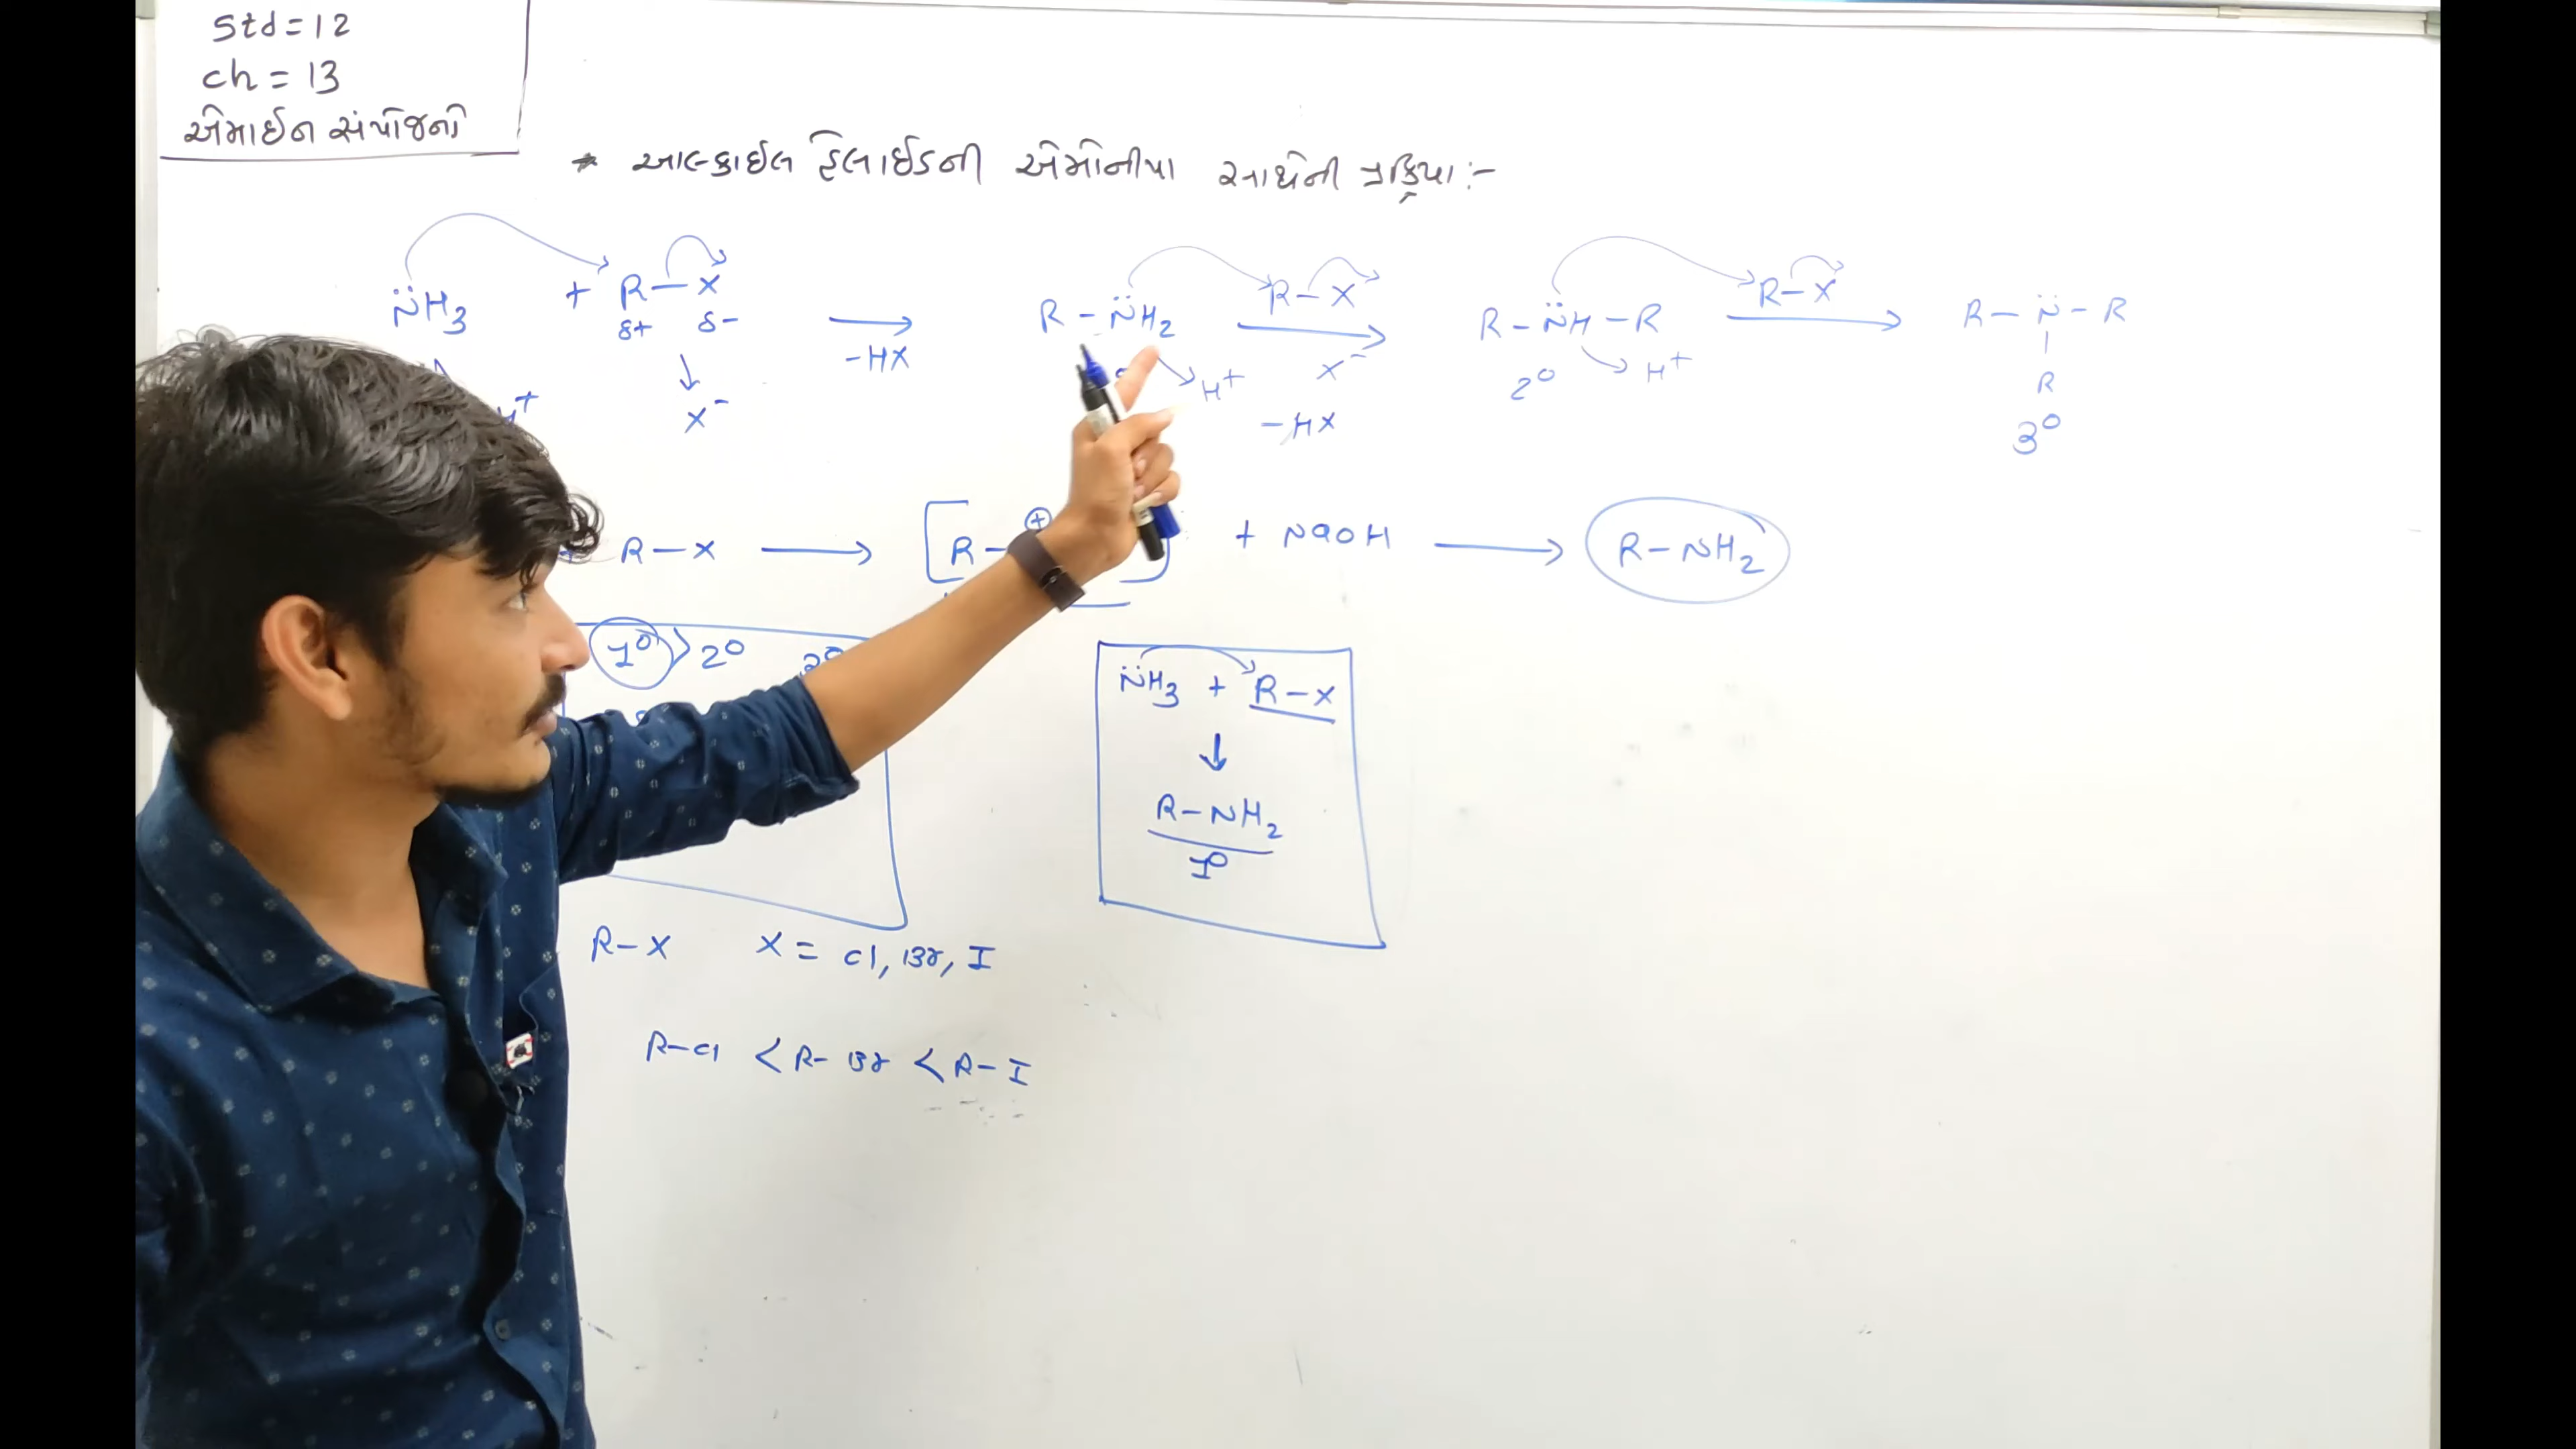 Std = 12
ch = 13
એમાઈન સંયોજનો
* આલ્કાઈલ હેલાઈડની એમોનીયા સાથેની પ્રક્રિયા :-
N̈H3 + R-X → R-N̈H2 R-X → R-N̈H-R R-X → R-N̈-R
δ+ δ- -HX H+ X- 2° H+ R
X- -HX 3°
R-X → [R- ⊕ ] + NaOH → R-NH2
1° > 2° 3°
N̈H3 + R-X
↓
R-NH2
1°
R-X X = Cl, Br, I
R-Cl < R-Br < R-I